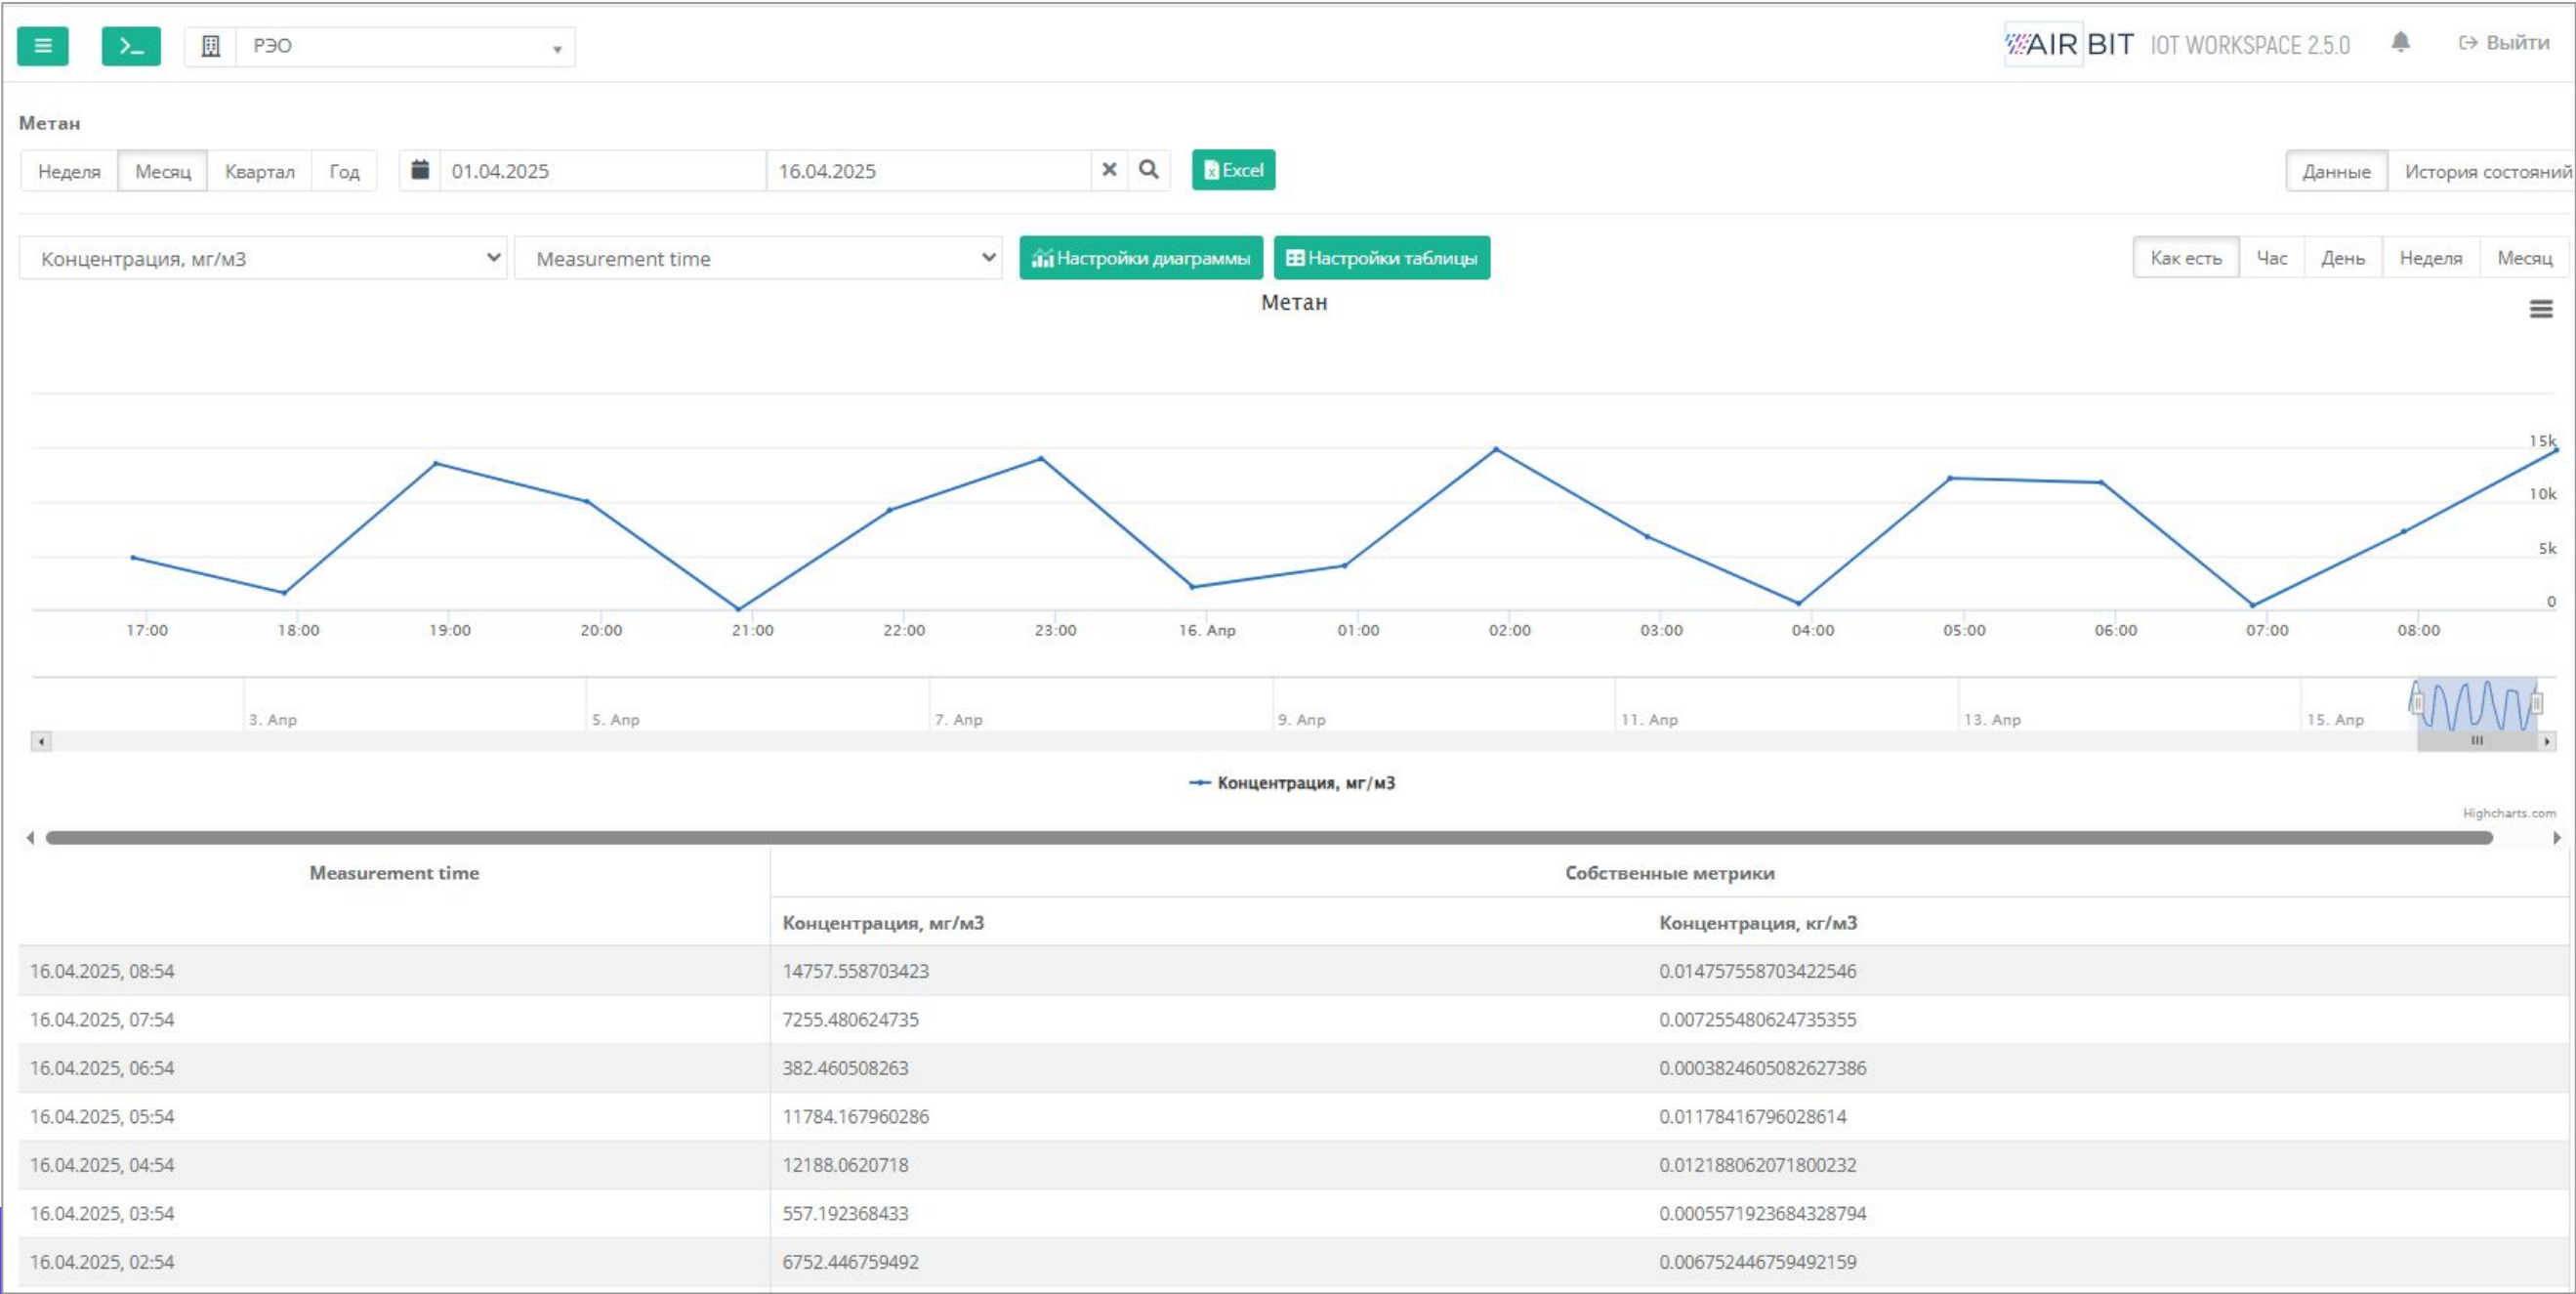 РЭО
AIR BIT IOT WORKSPACE 2.5.0 Выйти
Метан
Неделя Месяц Квартал Год 01.04.2025 16.04.2025 Excel Данные История состояний
Концентрация, мг/м3 Measurement time Настройки диаграммы Настройки таблицы Как есть Час День Неделя Месяц
Метан
15k
10k
5k
0
17:00 18:00 19:00 20:00 21:00 22:00 23:00 16. Апр 01:00 02:00 03:00 04:00 05:00 06:00 07:00 08:00
3. Апр 5. Апр 7. Апр 9. Апр 11. Апр 13. Апр 15. Апр
Концентрация, мг/м3
Highcharts.com
Measurement time Собственные метрики
Концентрация, мг/м3 Концентрация, кг/м3
16.04.2025, 08:54 14757.558703423 0.014757558703422546
16.04.2025, 07:54 7255.480624735 0.007255480624735355
16.04.2025, 06:54 382.460508263 0.0003824605082627386
16.04.2025, 05:54 11784.167960286 0.01178416796028614
16.04.2025, 04:54 12188.0620718 0.012188062071800232
16.04.2025, 03:54 557.192368433 0.0005571923684328794
16.04.2025, 02:54 6752.446759492 0.006752446759492159